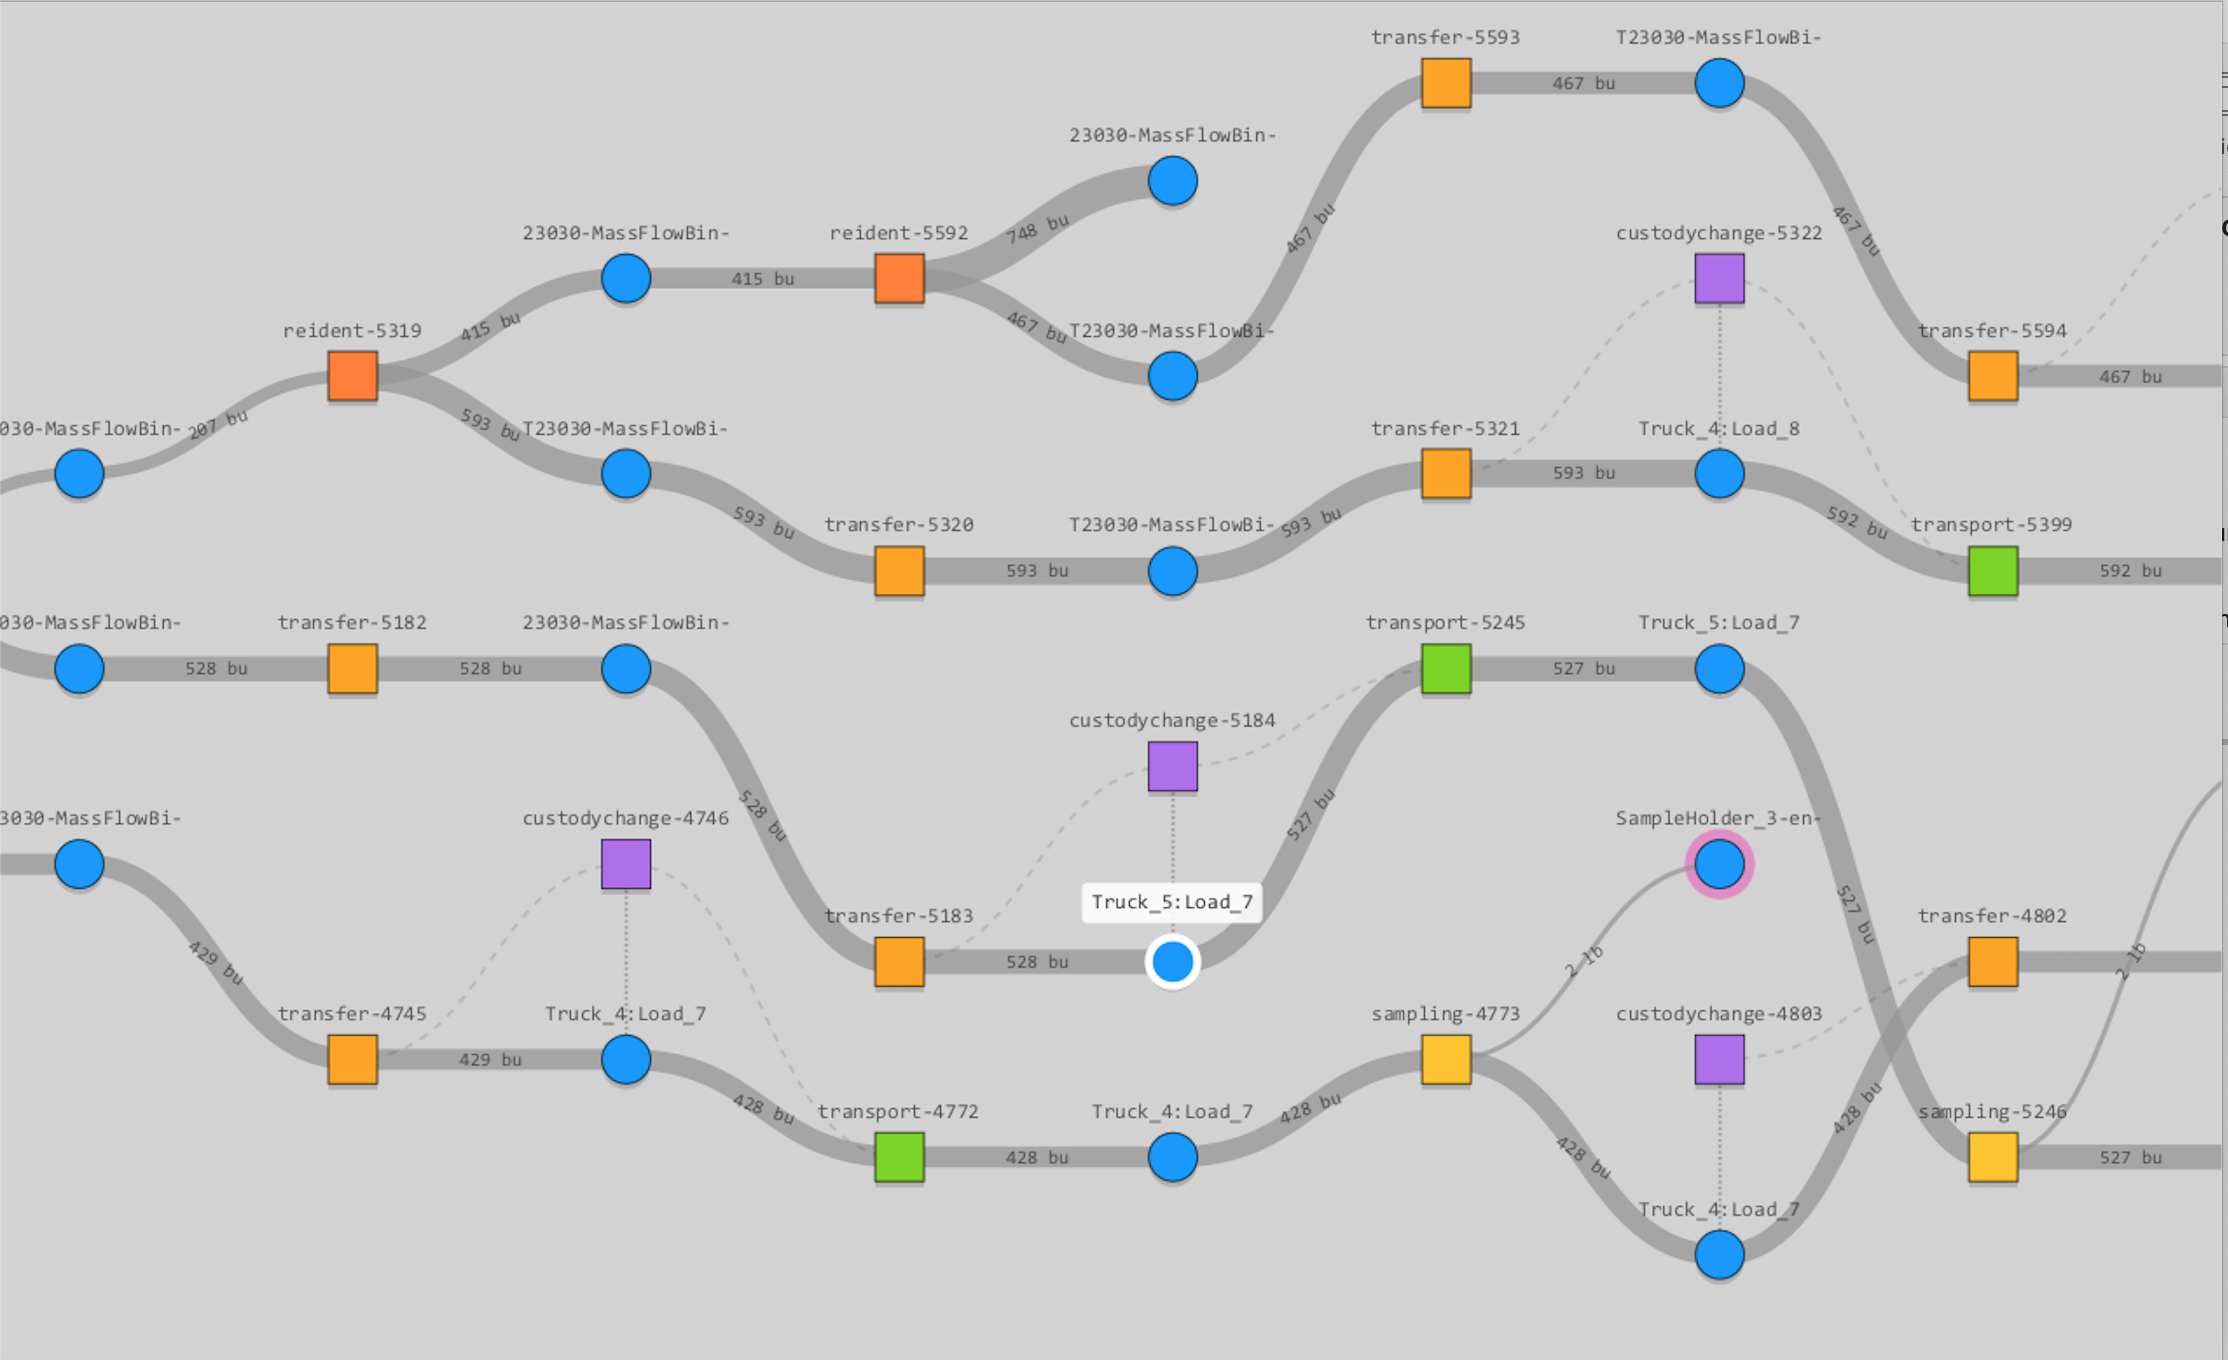 transfer-5593
T23030-MassFlowBi-
467 bu
23030-MassFlowBin-
748 bu
467 bu
467 bu
23030-MassFlowBin-
reident-5592
custodychange-5322
415 bu
reident-5319
415 bu
467 bu
T23030-MassFlowBi-
transfer-5594
467 bu
030-MassFlowBin-
207 bu
593 bu
T23030-MassFlowBi-
transfer-5321
Truck_4:Load_8
593 bu
593 bu
transfer-5320
T23030-MassFlowBi-
593 bu
592 bu
transport-5399
593 bu
592 bu
030-MassFlowBin-
transfer-5182
23030-MassFlowBin-
transport-5245
Truck_5:Load_7
528 bu
528 bu
527 bu
custodychange-5184
528 bu
527 bu
3030-MassFlowBi-
custodychange-4746
SampleHolder_3-en-
Truck_5:Load_7
527 bu
transfer-5183
transfer-4802
429 bu
528 bu
2 lb
2 lb
transfer-4745
Truck_4:Load_7
sampling-4773
custodychange-4803
429 bu
428 bu
transport-4772
Truck_4:Load_7
428 bu
428 bu
sampling-5246
428 bu
428 bu
527 bu
Truck_4:Load_7